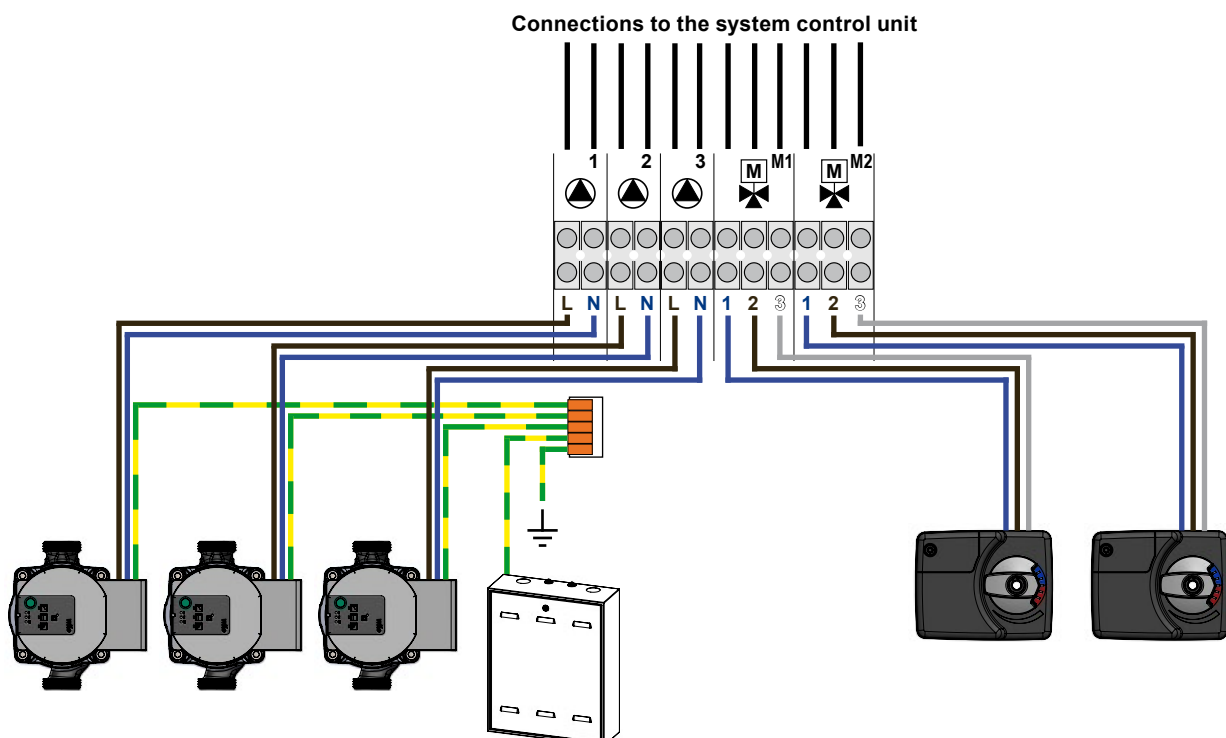 Connections to the system control unit
1 2 3 M1 M2
M M
L N L N L N 1 2 3 1 2 3